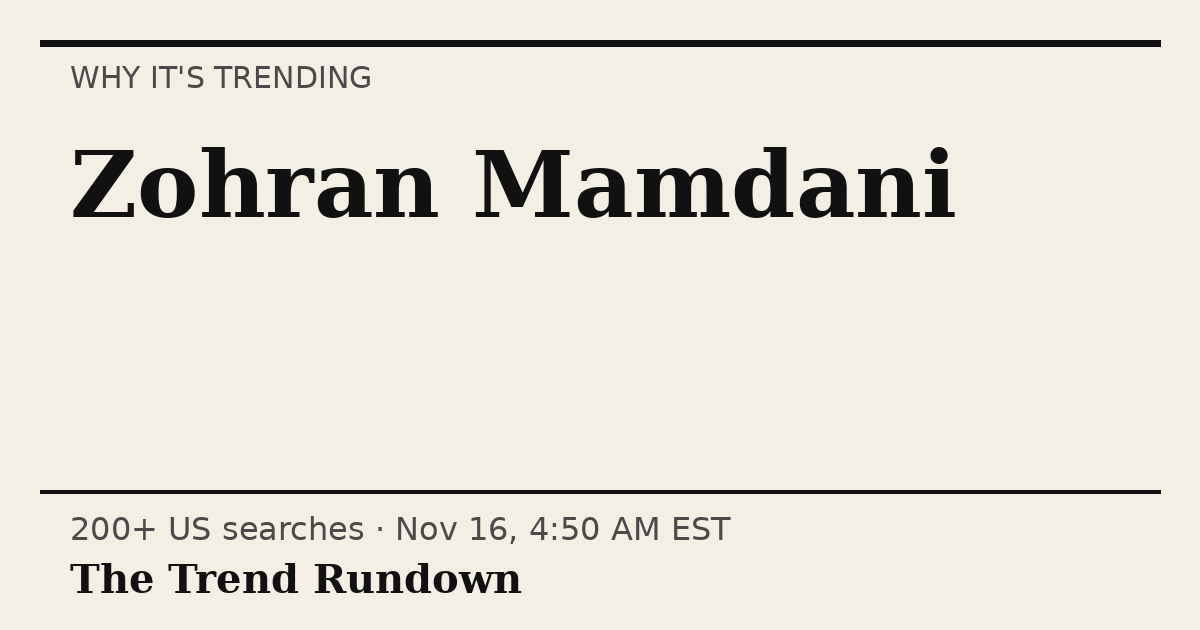 WHY IT'S TRENDING
Zohran Mamdani
200+ US searches · Nov 16, 4:50 AM EST
The Trend Rundown